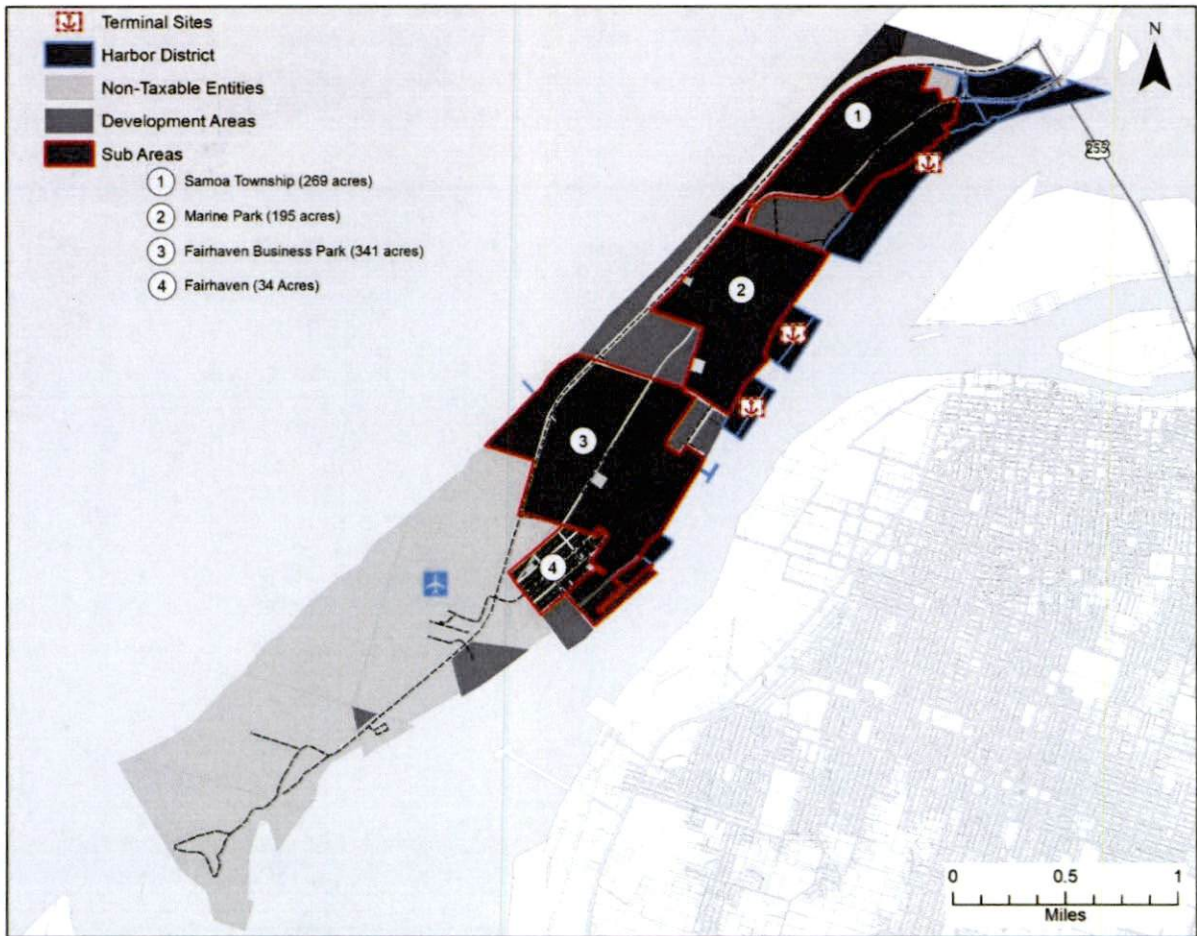 Terminal Sites
Harbor District
Non-Taxable Entities
Development Areas
Sub Areas
1 Samoa Township (269 acres)
2 Marine Park (195 acres)
3 Fairhaven Business Park (341 acres)
4 Fairhaven (34 Acres)
N
1
255
2
3
4
0 0.5 1
Miles